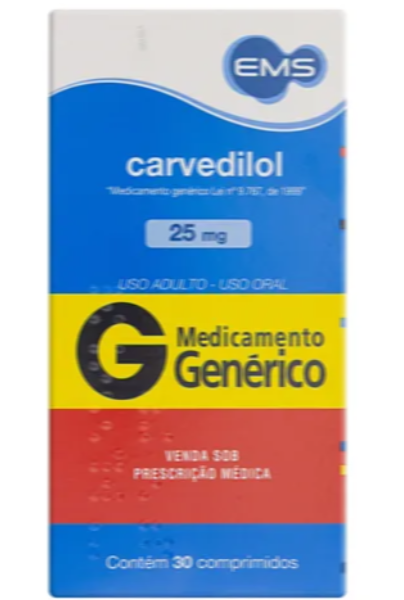 EMS
carvedilol
"Medicamento genérico Lei nº 9.787, de 1999"
25 mg
USO ADULTO - USO ORAL
G Medicamento
Genérico
VENDA SOB
PRESCRIÇÃO MÉDICA
Contém 30 comprimidos